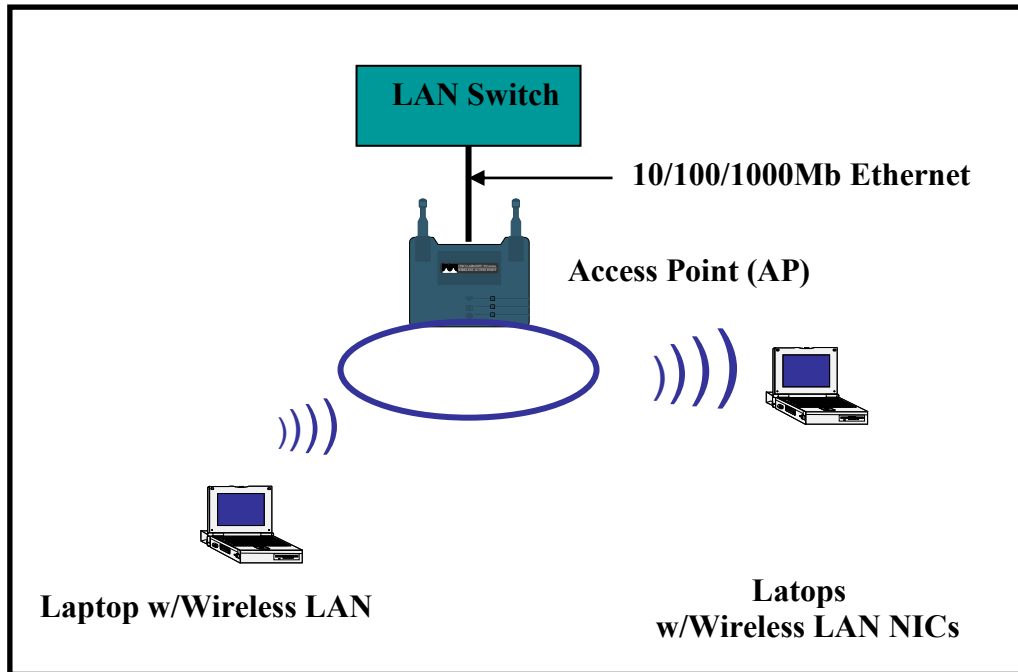 LAN Switch
10/100/1000Mb Ethernet
Access Point (AP)
Laptop w/Wireless LAN
Latops
w/Wireless LAN NICs